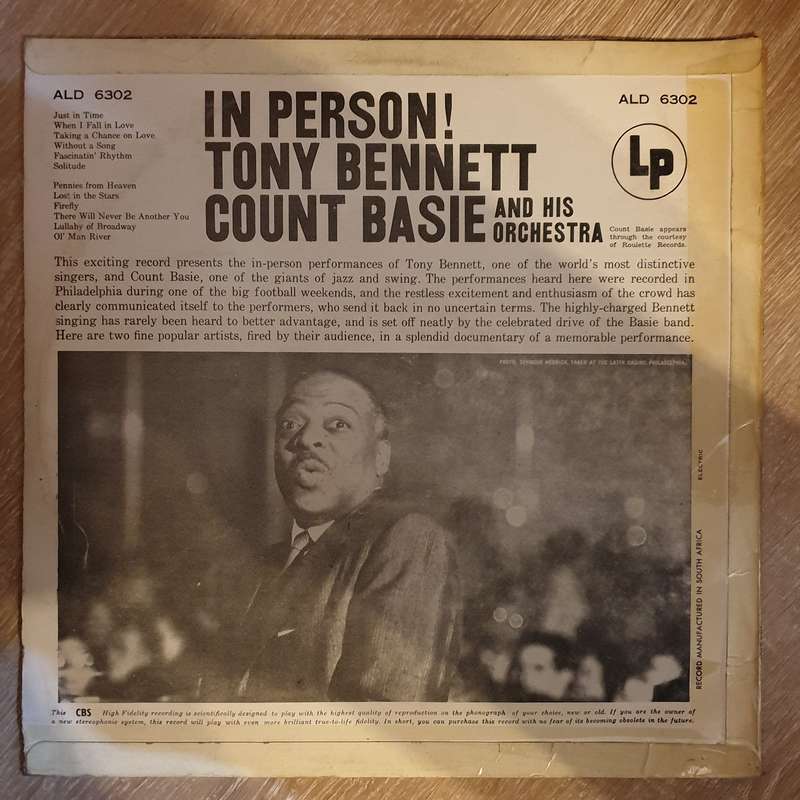 ALD 6302
Just in Time
When I Fall in Love
Taking a Chance on Love
Without a Song
Fascinatin' Rhythm
Solitude
Pennies from Heaven
Lost in the Stars
Firefly
There Will Never Be Another You
Lullaby of Broadway
Ol' Man River
IN PERSON!
TONY BENNETT
COUNT BASIE AND HIS
ORCHESTRA
ALD 6302
LP
Count Basie appears
through the courtesy
of Roulette Records.
This exciting record presents the in-person performances of Tony Bennett, one of the world's most distinctive
singers, and Count Basie, one of the giants of jazz and swing. The performances heard here were recorded in
Philadelphia during one of the big football weekends, and the restless excitement and enthusiasm of the crowd has
clearly communicated itself to the performers, who send it back in no uncertain terms. The highly-charged Bennett
singing has rarely been heard to better advantage, and is set off neatly by the celebrated drive of the Basie band.
Here are two fine popular artists, fired by their audience, in a splendid documentary of a memorable performance.
PHOTO: SEYMOUR MEDNICK, TAKEN AT THE LATIN CASINO, PHILADELPHIA.
ELECTRIC
RECORD MANUFACTURED IN SOUTH AFRICA
This CBS High Fidelity recording is scientifically designed to play with the highest quality of reproduction on the phonograph of your choice, new or old. If you are the owner of
a new stereophonic system, this record will play with even more brilliant true-to-life fidelity. In short, you can purchase this record with no fear of its becoming obsolete in the future.